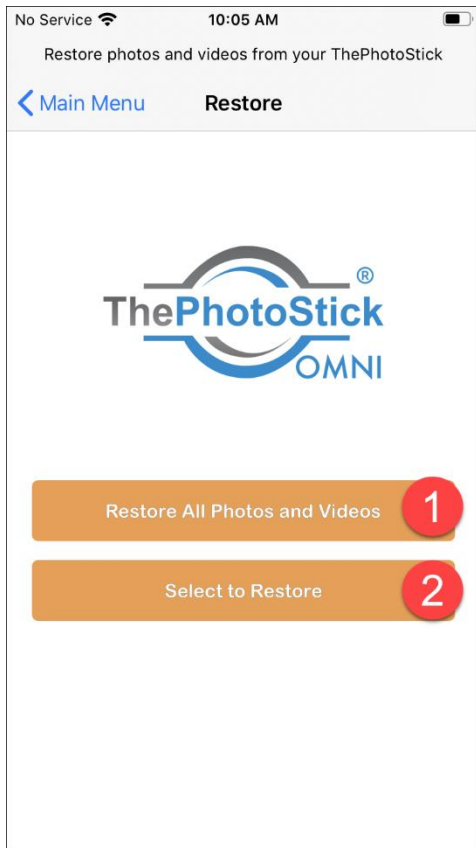 No Service 10:05 AM
Restore photos and videos from your ThePhotoStick
Main Menu Restore
ThePhotoStick®
OMNI
Restore All Photos and Videos 1
Select to Restore 2